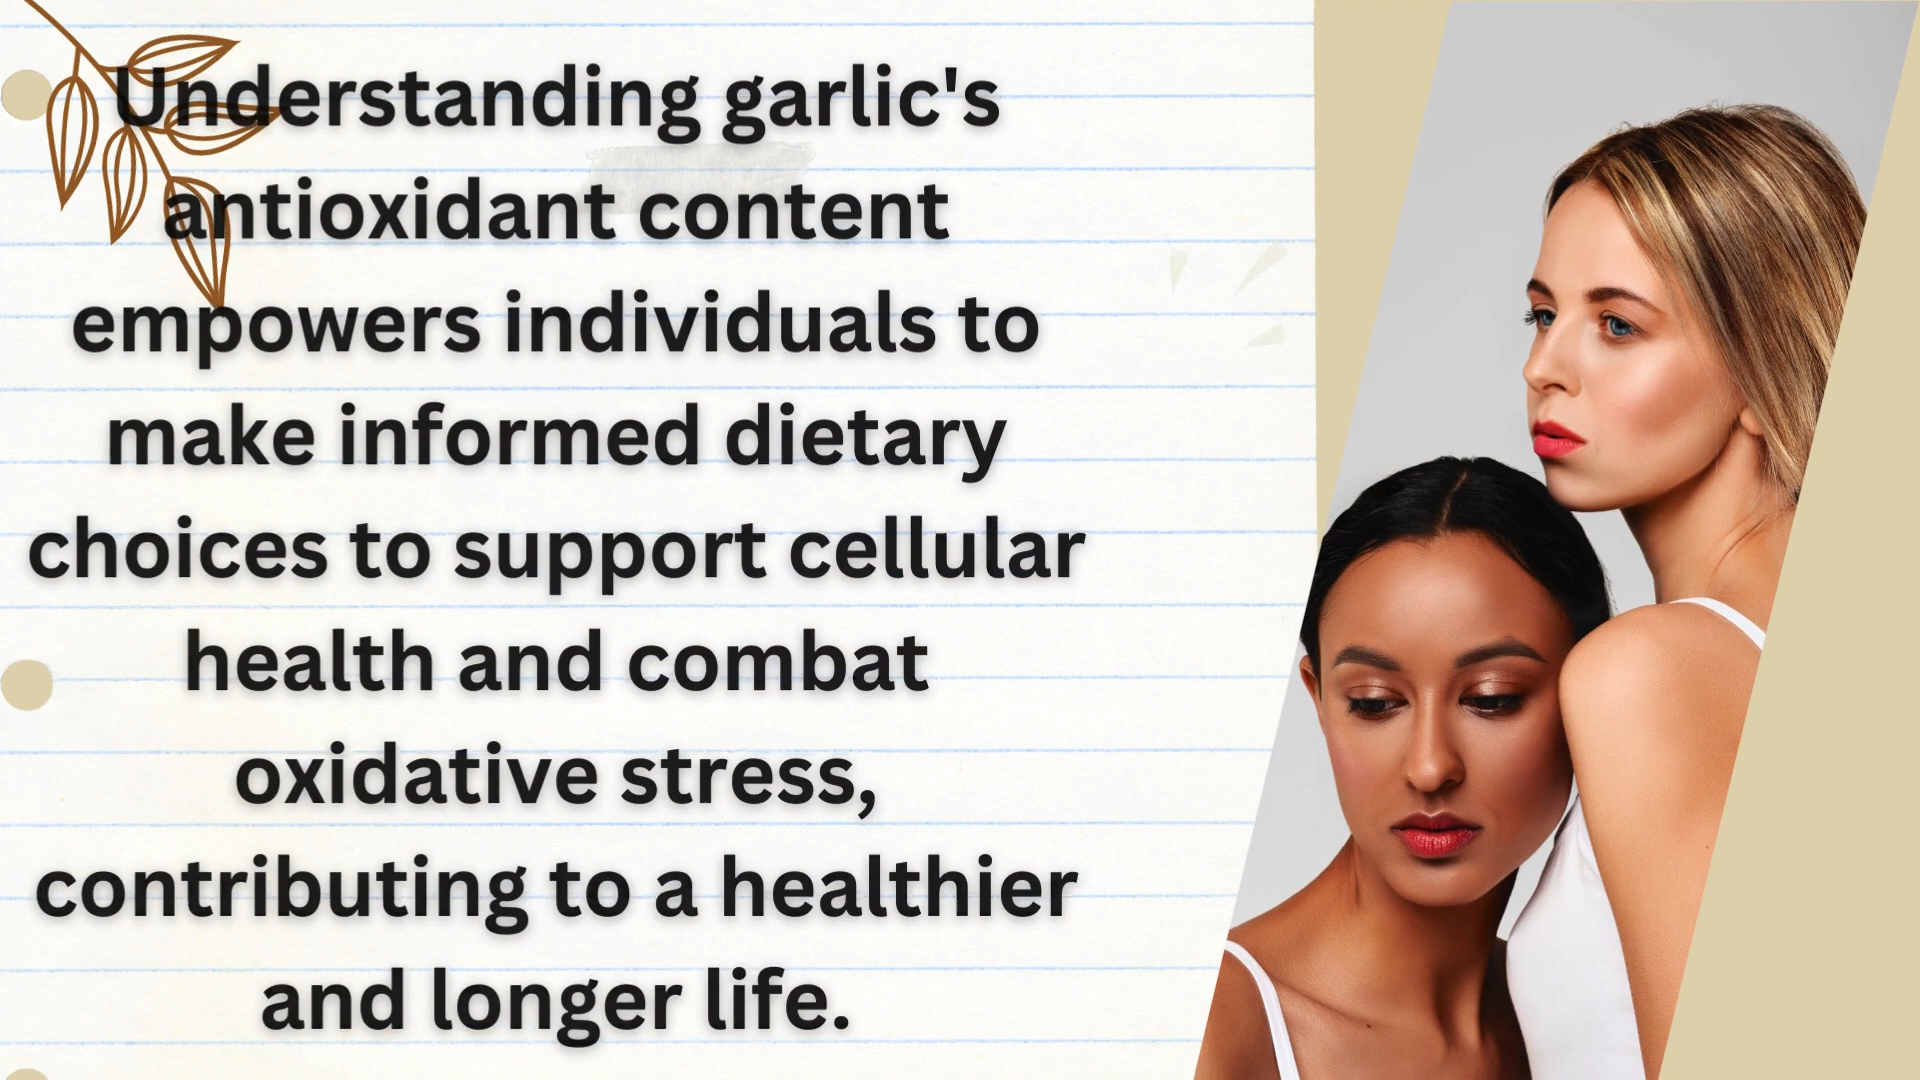 Understanding garlic's
antioxidant content
empowers individuals to
make informed dietary
choices to support cellular
health and combat
oxidative stress,
contributing to a healthier
and longer life.